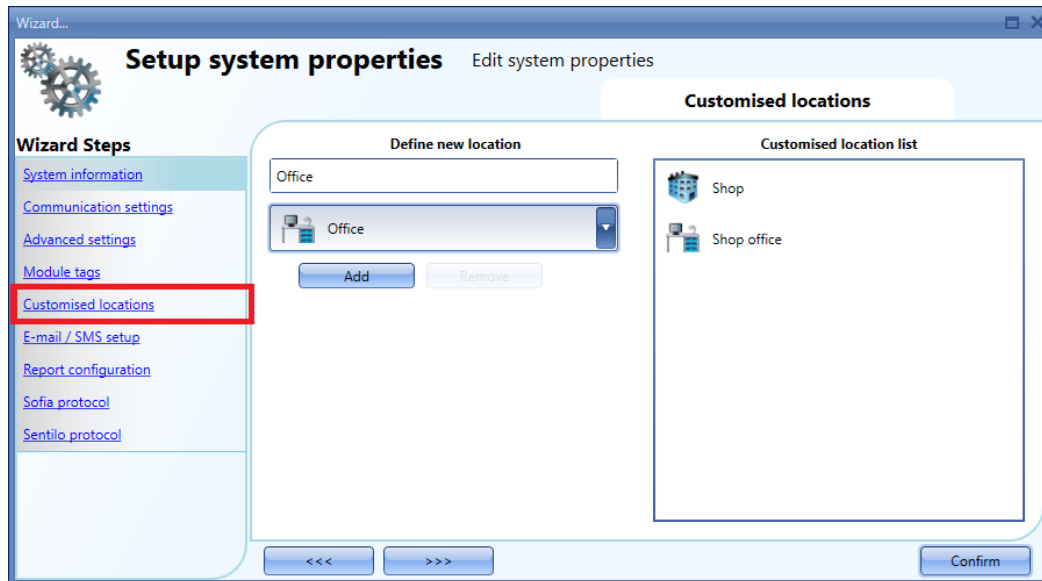 Wizard...
Setup system properties Edit system properties
Customised locations
Wizard Steps
System information
Communication settings
Advanced settings
Module tags
Customised locations
E-mail / SMS setup
Report configuration
Sofia protocol
Sentilo protocol
Define new location
Office
Office
Add Remove
Customised location list
Shop
Shop office
<<< >>> Confirm